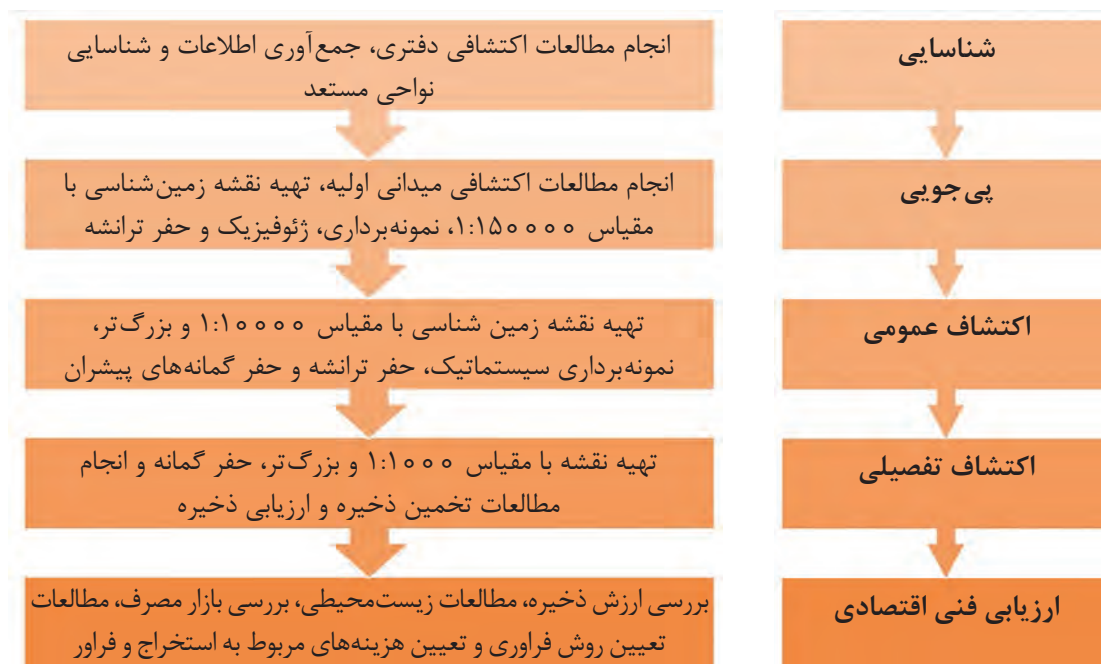 شناسایی
انجام مطالعات اکتشافی دفتری، جمع‌آوری اطلاعات و شناسایی
نواحی مستعد
پی‌جویی
انجام مطالعات اکتشافی میدانی اولیه، تهیه نقشه زمین‌شناسی با
مقیاس ۱:۱۵۰۰۰۰، نمونه‌برداری، ژئوفیزیک و حفر ترانشه
اکتشاف عمومی
تهیه نقشه زمین شناسی با مقیاس ۱:۱۰۰۰۰ و بزرگ‌تر،
نمونه‌برداری سیستماتیک، حفر ترانشه و حفر گمانه‌های پیشران
اکتشاف تفصیلی
تهیه نقشه با مقیاس ۱:۱۰۰۰ و بزرگ‌تر، حفر گمانه و انجام
مطالعات تخمین ذخیره و ارزیابی ذخیره
ارزیابی فنی اقتصادی
بررسی ارزش ذخیره، مطالعات زیست‌محیطی، بررسی بازار مصرف، مطالعات
تعیین روش فراوری و تعیین هزینه‌های مربوط به استخراج و فراور